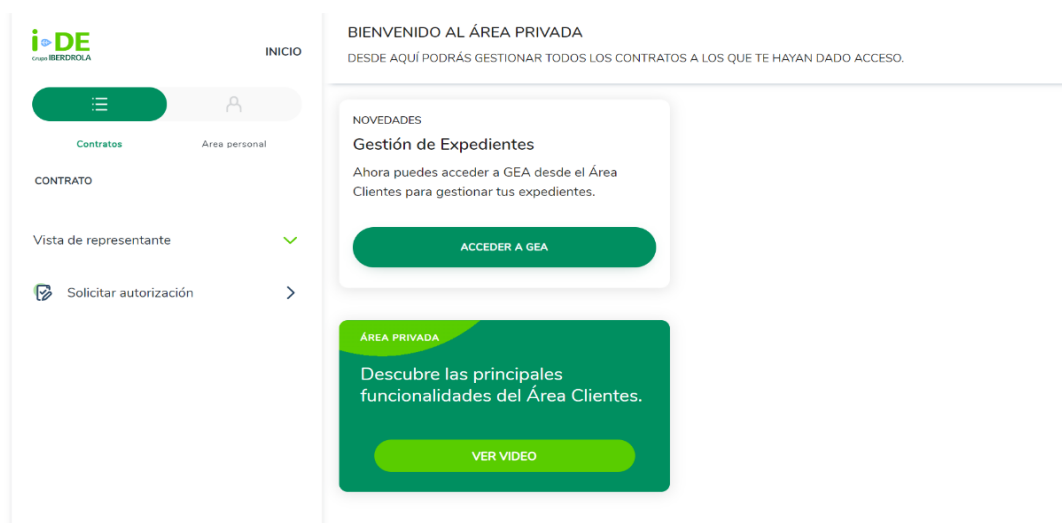 i-DE
Grupo IBERDROLA
INICIO
Contratos
Area personal
CONTRATO
Vista de representante
Solicitar autorización
BIENVENIDO AL ÁREA PRIVADA
DESDE AQUÍ PODRÁS GESTIONAR TODOS LOS CONTRATOS A LOS QUE TE HAYAN DADO ACCESO.
NOVEDADES
Gestión de Expedientes
Ahora puedes acceder a GEA desde el Área
Clientes para gestionar tus expedientes.
ACCEDER A GEA
ÁREA PRIVADA
Descubre las principales
funcionalidades del Área Clientes.
VER VIDEO